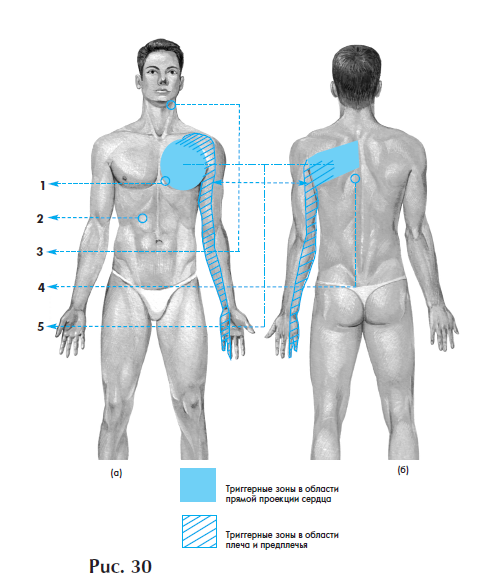 1
2
3
4
5
(а)
(б)
Триггерные зоны в области
прямой проекции сердца
Триггерные зоны в области
плеча и предплечья
Рис. 30